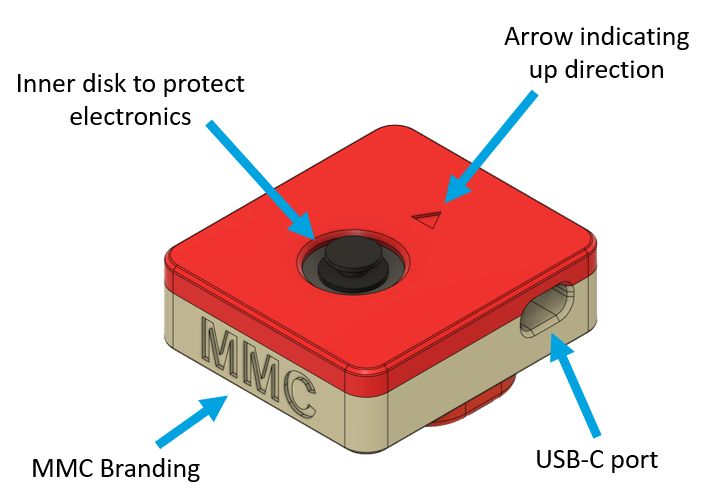 Arrow indicating
up direction
Inner disk to protect
electronics
MMC
MMC Branding
USB-C port